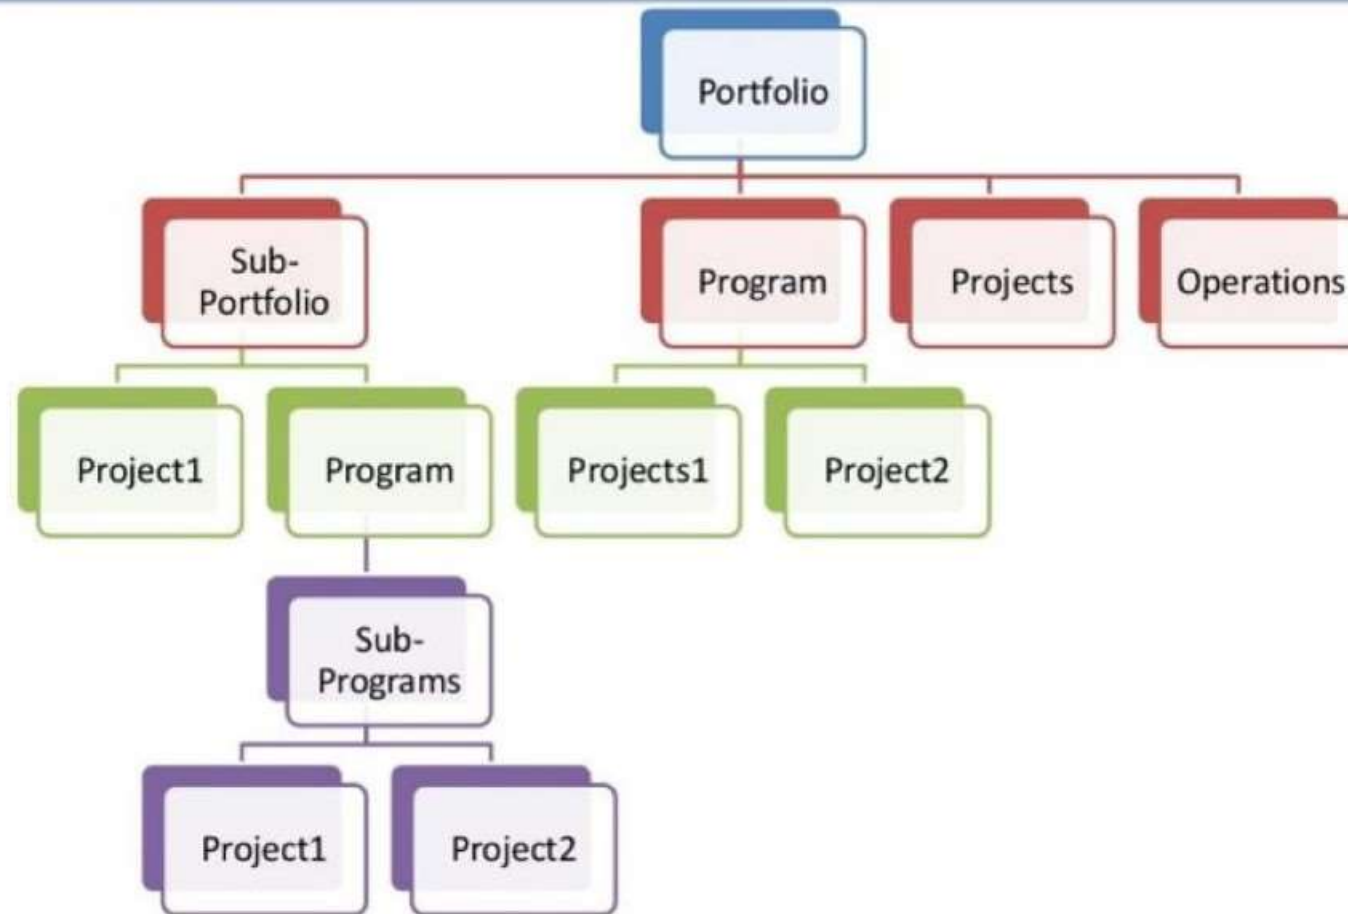 Portfolio
Sub-
Portfolio
Program
Projects
Operations
Project1
Program
Projects1
Project2
Sub-
Programs
Project1
Project2